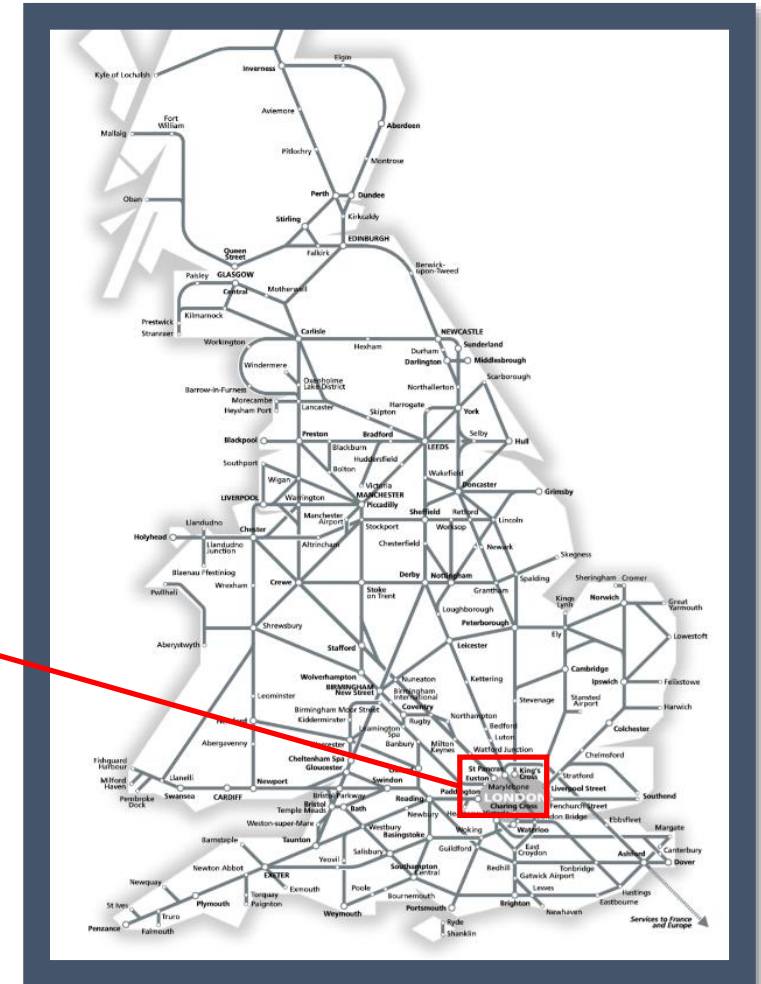 Elgin
Inverness
Kyle of Lochalsh
Aviemore
Fort
William
Mallaig
Aberdeen
Pitlochry
Montrose
Perth
Dundee
Oban
Stirling
Kirkcaldy
EDINBURGH
Queen
Street
Falkirk
GLASGOW
Central
Paisley
Motherwell
Berwick-
upon-Tweed
Kilmarnock
Prestwick
Stranraer
Carlisle
Workington
Hexham
NEWCASTLE
Sunderland
Durham
Darlington
Middlesbrough
Windermere
Oxenholme
Lake District
Northallerton
Scarborough
Barrow-in-Furness
Morecambe
Heysham Port
Lancaster
Skipton
Harrogate
York
Blackpool
Preston
Blackburn
Bradford
LEEDS
Selby
Hull
Huddersfield
Southport
Bolton
Wakefield
Wigan
Victoria
MANCHESTER
Piccadilly
Doncaster
Grimsby
LIVERPOOL
Warrington
Manchester
Airport
Stockport
Sheffield
Retford
Worksop
Lincoln
Llandudno
Holyhead
Llandudno
Junction
Chester
Altrincham
Chesterfield
Newark
Skegness
Blaenau Ffestiniog
Wrexham
Pwllheli
Crewe
Stoke
on Trent
Derby
Nottingham
Grantham
Spalding
Sheringham
Cromer
Kings
Lynn
Norwich
Great
Yarmouth
Loughborough
Peterborough
Shrewsbury
Aberystwyth
Stafford
Leicester
Ely
Lowestoft
Wolverhampton
BIRMINGHAM
New Street
Nuneaton
Birmingham
International
Kettering
Cambridge
Ipswich
Felixstowe
Leominster
Birmingham Moor Street
Kidderminster
Coventry
Rugby
Stevenage
Stansted
Airport
Harwich
Hereford
Leamington
Spa
Northampton
Bedford
Colchester
Abergavenny
Worcester
Banbury
Milton
Keynes
Luton
Watford Junction
Chelmsford
Cheltenham Spa
Gloucester
Fishguard
Harbour
Milford
Haven
Pembroke
Dock
Llanelli
Swansea
CARDIFF
Newport
Swindon
St Pancras
Euston
King's
Cross
Stratford
Marylebone
Paddington
LONDON
Liverpool Street
Fenchurch Street
Southend
Charing Cross
Bristol Parkway
Bristol
Temple Meads
Bath
Reading
Waterloo
Ebbsfleet
Margate
Weston-super-Mare
Westbury
Newbury
Basingstoke
Woking
Barnstaple
Taunton
Salisbury
Guildford
East
Croydon
Ashford
Canterbury
Dover
Yeovil
Newton Abbot
EXETER
Southampton
Central
Redhill
Gatwick Airport
Tonbridge
Newquay
Exmouth
Torquay
Paignton
Poole
Bournemouth
Lewes
Hastings
Eastbourne
St Ives
Plymouth
Truro
Penzance
Falmouth
Weymouth
Portsmouth
Brighton
Newhaven
Ryde
Shanklin
Services to France
and Europe